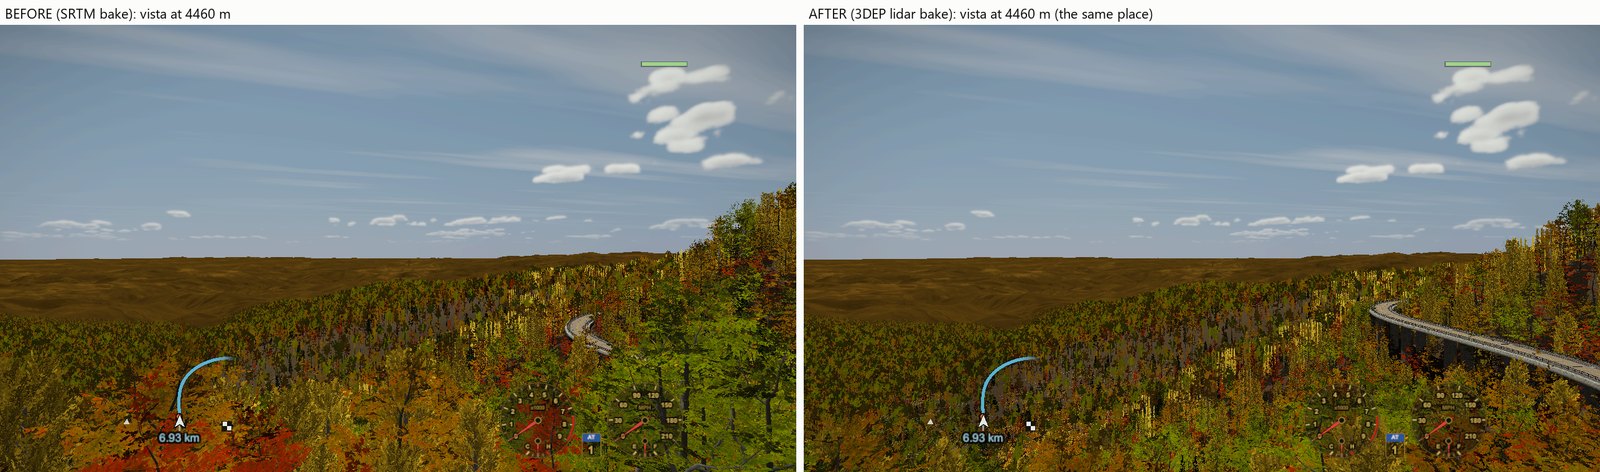 BEFORE (SRTM bake): vista at 4460 m
AFTER (3DEP lidar bake): vista at 4460 m (the same place)
6.93 km
AT
1
6.93 km
AT
1